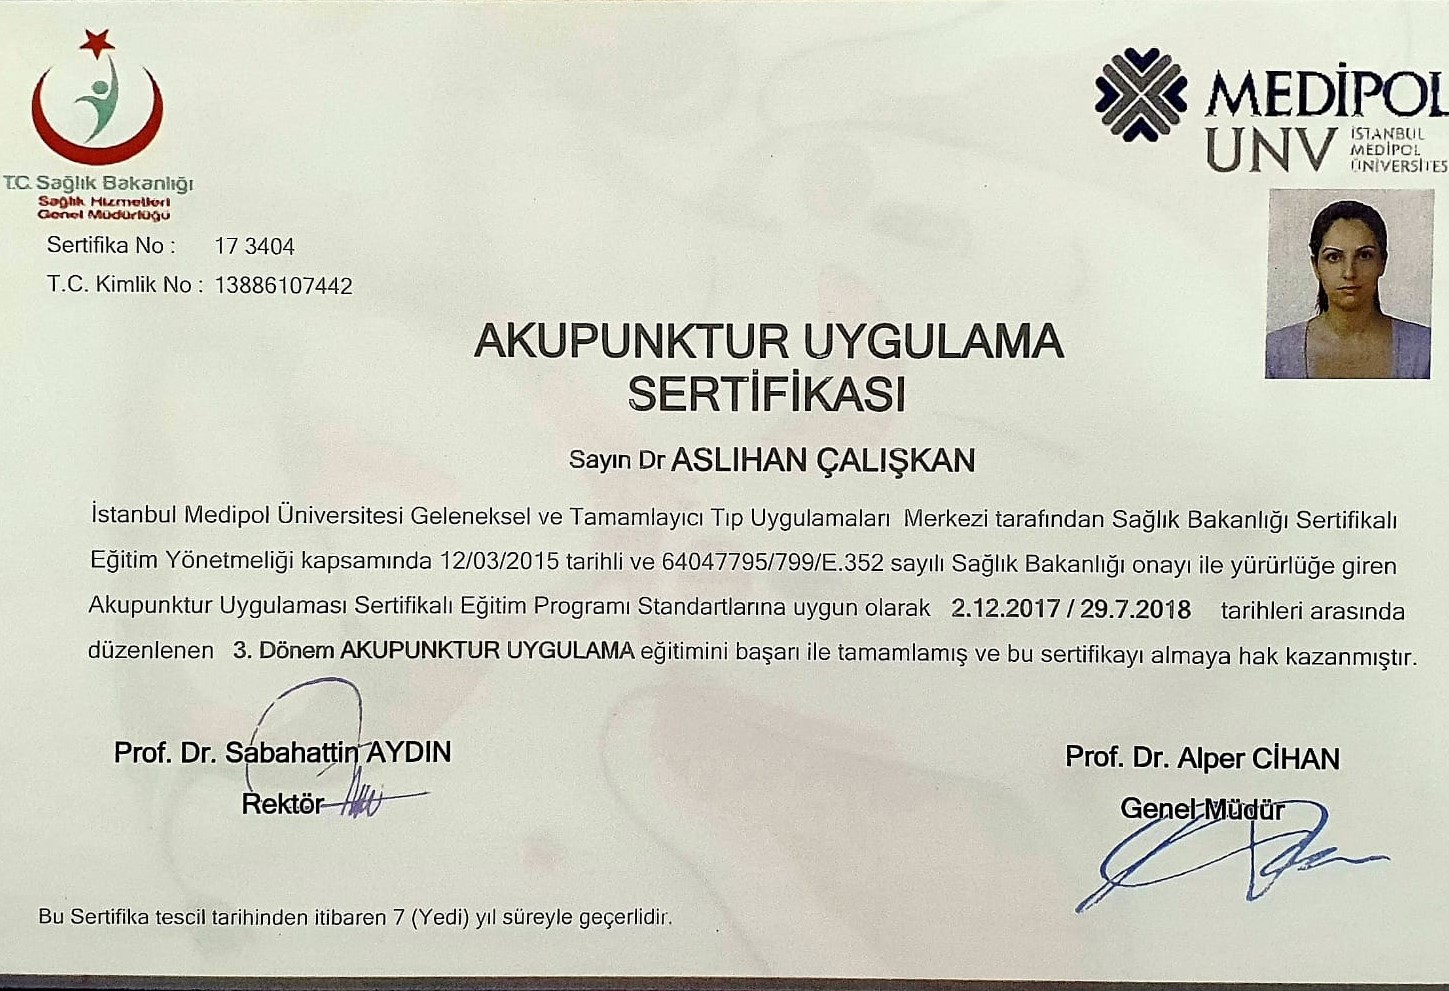 T.C. Sağlık Bakanlığı
Sağlık Hizmetleri
Genel Müdürlüğü
MEDİPOL
UNV
İSTANBUL
MEDİPOL
ÜNİVERSİTES
Sertifika No : 17 3404
T.C. Kimlik No : 13886107442
AKUPUNKTUR UYGULAMA
SERTİFİKASI
Sayın Dr ASLIHAN ÇALIŞKAN
İstanbul Medipol Üniversitesi Geleneksel ve Tamamlayıcı Tıp Uygulamaları Merkezi tarafından Sağlık Bakanlığı Sertifikalı
Eğitim Yönetmeliği kapsamında 12/03/2015 tarihli ve 64047795/799/E.352 sayılı Sağlık Bakanlığı onayı ile yürürlüğe giren
Akupunktur Uygulaması Sertifikalı Eğitim Programı Standartlarına uygun olarak 2.12.2017 / 29.7.2018 tarihleri arasında
düzenlenen 3. Dönem AKUPUNKTUR UYGULAMA eğitimini başarı ile tamamlamış ve bu sertifikayı almaya hak kazanmıştır.
Prof. Dr. Sabahattin AYDIN
Rektör
Prof. Dr. Alper CİHAN
Genel Müdür
Bu Sertifika tescil tarihinden itibaren 7 (Yedi) yıl süreyle geçerlidir.